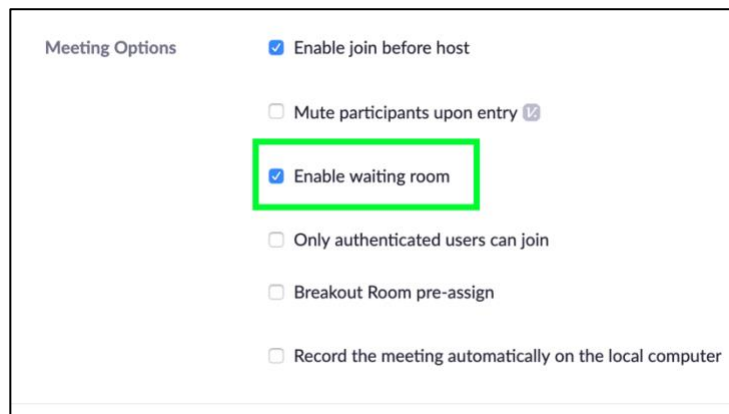 Meeting Options
Enable join before host
Mute participants upon entry
Enable waiting room
Only authenticated users can join
Breakout Room pre-assign
Record the meeting automatically on the local computer